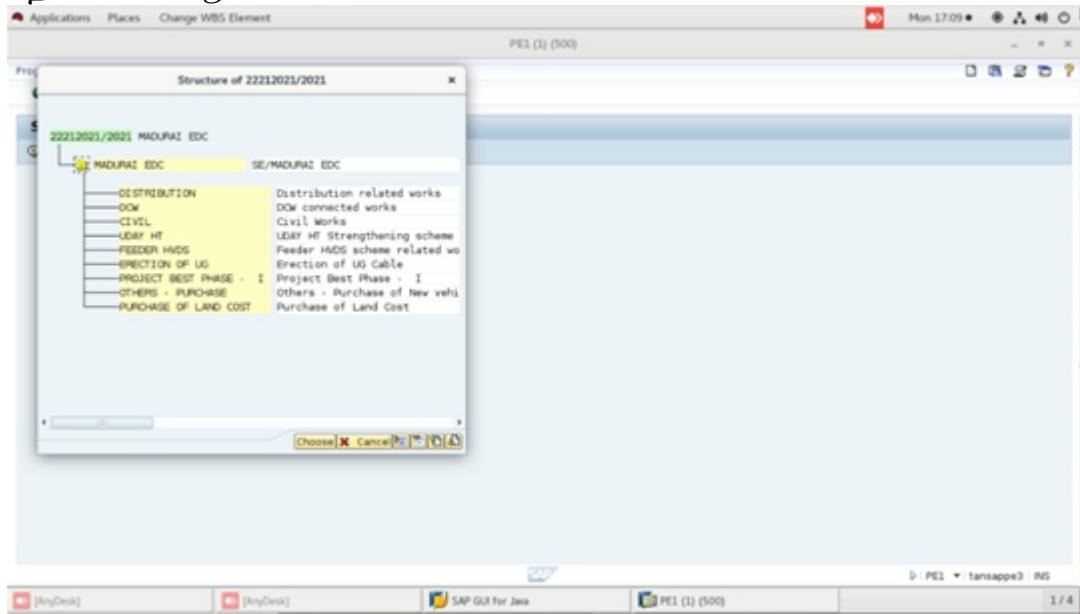 Applications Places Change WBS Element Mon 17:09
PE1 (1) (500)
Structure of 22212021/2021
22212021/2021 MADURAI EDC
MADURAI EDC SE/MADURAI EDC
DISTRIBUTION Distribution related works
DCW DCW connected works
CIVIL Civil Works
UDAY HT UDAY HT Strengthening scheme
FEEDER HVDS Feeder HVDS scheme related wo
ERECTION OF UG Erection of UG Cable
PROJECT BEST PHASE - I Project Best Phase - I
OTHERS - PURCHASE Others - Purchase of New vehi
PURCHASE OF LAND COST Purchase of Land Cost
Choose Cancel
SAP
PE1 tansappe3 INS
[AnyDesk] [AnyDesk] SAP GUI for Java PE1 (1) (500) 1/4